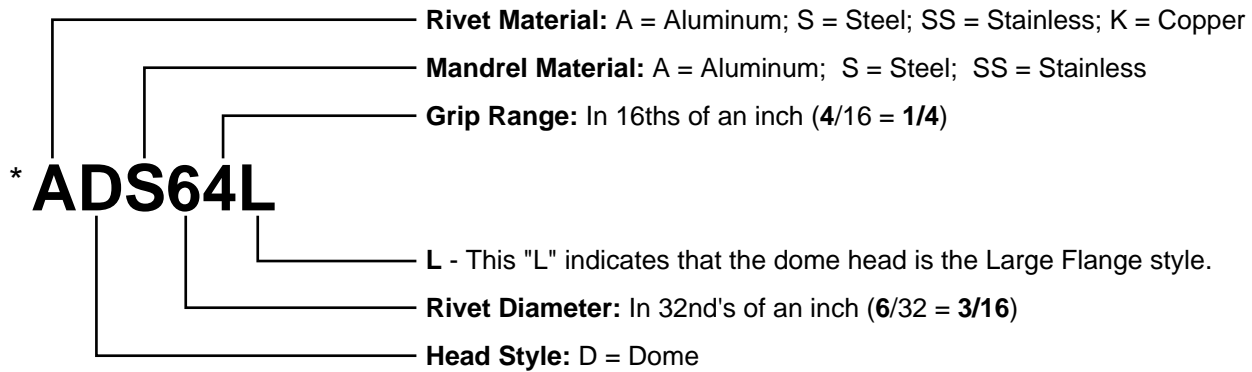 Rivet Material: A = Aluminum; S = Steel; SS = Stainless; K = Copper
Mandrel Material: A = Aluminum; S = Steel; SS = Stainless
Grip Range: In 16ths of an inch (4/16 = 1/4)
* ADS64L
L - This "L" indicates that the dome head is the Large Flange style.
Rivet Diameter: In 32nd's of an inch (6/32 = 3/16)
Head Style: D = Dome